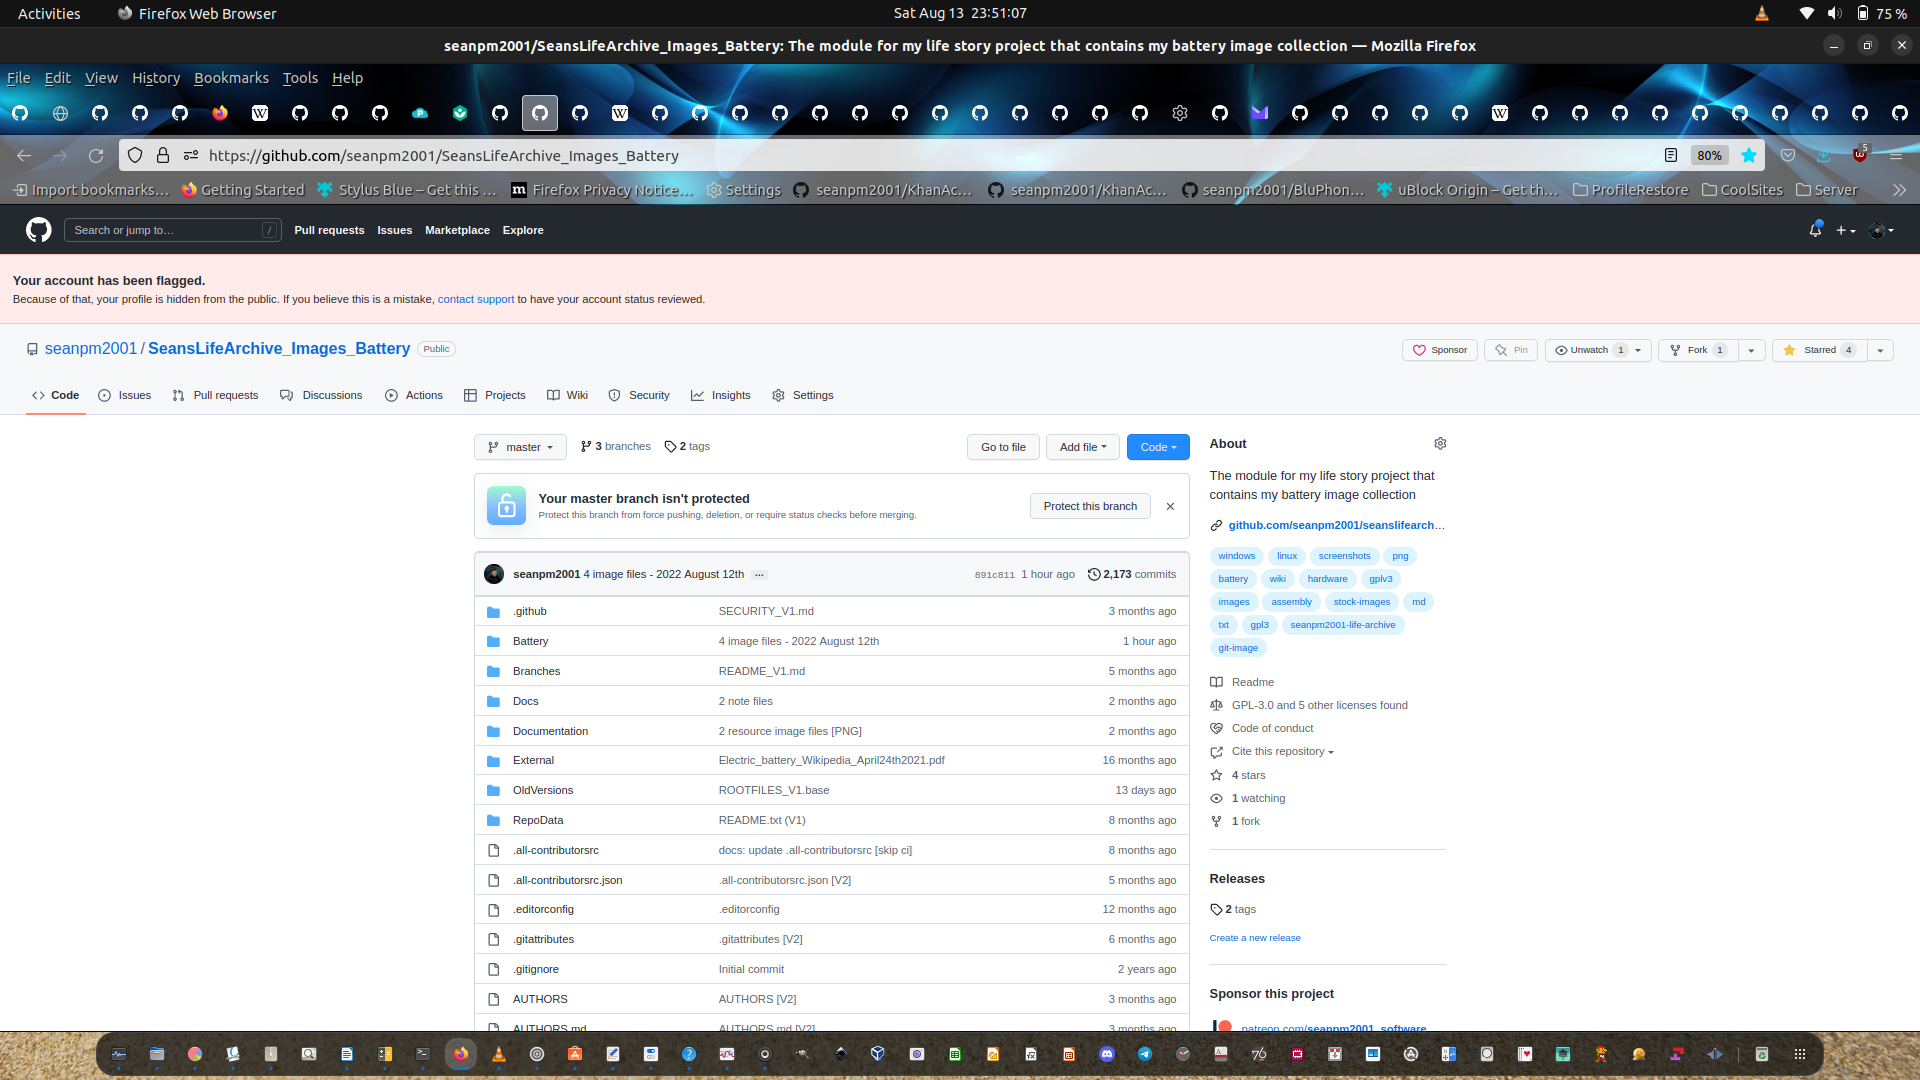 Activities Firefox Web Browser Sat Aug 13 23:51:07 75 %
seanpm2001/SeansLifeArchive_Images_Battery: The module for my life story project that contains my battery image collection — Mozilla Firefox
File Edit View History Bookmarks Tools Help
https://github.com/seanpm2001/SeansLifeArchive_Images_Battery 80% 5
Import bookmarks… Getting Started Stylus Blue – Get this … Firefox Privacy Notice… Settings seanpm2001/KhanAc… seanpm2001/KhanAc… seanpm2001/BluPhon… uBlock Origin – Get th… ProfileRestore CoolSites Server
Search or jump to… / Pull requests Issues Marketplace Explore
Your account has been flagged.
Because of that, your profile is hidden from the public. If you believe this is a mistake, contact support to have your account status reviewed.
seanpm2001 / SeansLifeArchive_Images_Battery Public Sponsor Pin Unwatch 1 Fork 1 Starred 4
Code Issues Pull requests Discussions Actions Projects Wiki Security Insights Settings
master 3 branches 2 tags Go to file Add file Code
Your master branch isn't protected
Protect this branch from force pushing, deletion, or require status checks before merging.
Protect this branch
seanpm2001 4 image files - 2022 August 12th … 891c811 1 hour ago 2,173 commits
.github SECURITY_V1.md 3 months ago
Battery 4 image files - 2022 August 12th 1 hour ago
Branches README_V1.md 5 months ago
Docs 2 note files 2 months ago
Documentation 2 resource image files [PNG] 2 months ago
External Electric_battery_Wikipedia_April24th2021.pdf 16 months ago
OldVersions ROOTFILES_V1.base 13 days ago
RepoData README.txt (V1) 8 months ago
.all-contributorsrc docs: update .all-contributorsrc [skip ci] 8 months ago
.all-contributorsrc.json .all-contributorsrc.json [V2] 5 months ago
.editorconfig .editorconfig 12 months ago
.gitattributes .gitattributes [V2] 6 months ago
.gitignore Initial commit 2 years ago
AUTHORS AUTHORS [V2] 3 months ago
AUTHORS.md AUTHORS.md [V2] 3 months ago
About
The module for my life story project that
contains my battery image collection
github.com/seanpm2001/seanslifearch…
windows linux screenshots png
battery wiki hardware gplv3
images assembly stock-images md
txt gpl3 seanpm2001-life-archive
git-image
Readme
GPL-3.0 and 5 other licenses found
Code of conduct
Cite this repository
4 stars
1 watching
1 fork
Releases
2 tags
Create a new release
Sponsor this project
patreon.com/seanpm2001_software